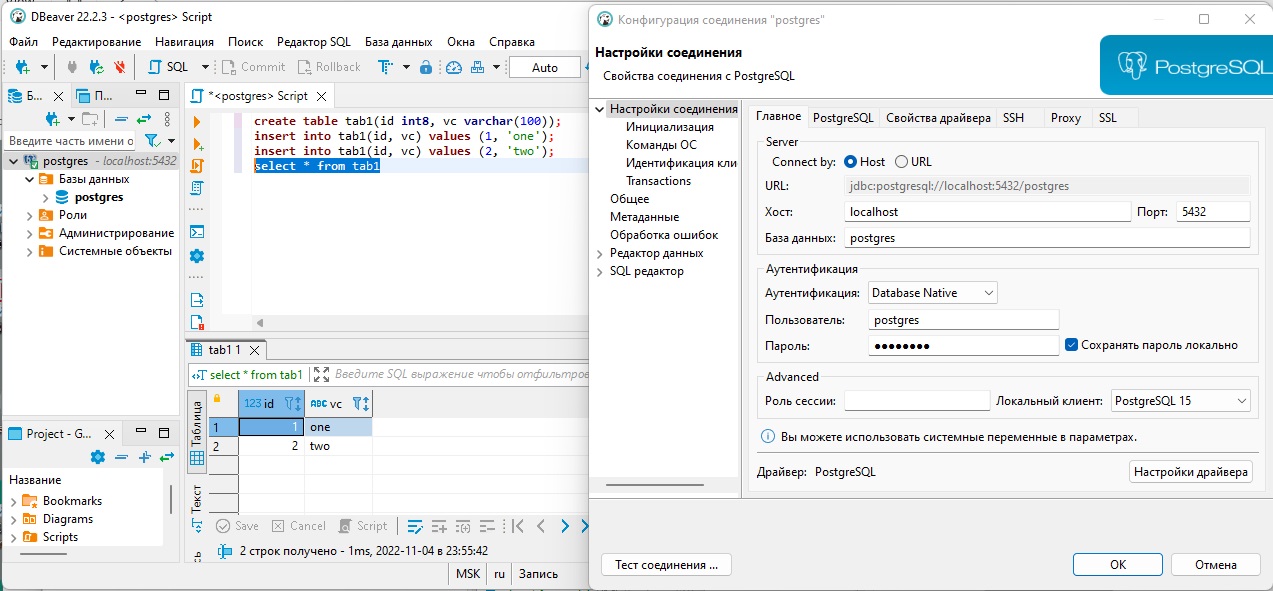 DBeaver 22.2.3 - <postgres> Script
Файл Редактирование Навигация Поиск Редактор SQL База данных Окна Справка
SQL Commit Rollback Auto
Б... П...
Введите часть имени о
postgres - localhost:5432
Базы данных
postgres
Роли
Администрирование
Системные объекты
Project - G...
Название
Bookmarks
Diagrams
Scripts
*<postgres> Script
create table tab1(id int8, vc varchar(100));
insert into tab1(id, vc) values (1, 'one');
insert into tab1(id, vc) values (2, 'two');
select * from tab1
tab1 1
select * from tab1 Введите SQL выражение чтобы отфильтров
Таблица
Текст
123 id ABC vc
1 1 one
2 2 two
Save Cancel Script
2 строк получено - 1ms, 2022-11-04 в 23:55:42
MSK ru Запись
Конфигурация соединения "postgres"
Настройки соединения
Свойства соединения с PostgreSQL
PostgreSQL
Настройки соединения
Инициализация
Команды ОС
Идентификация кли
Transactions
Общее
Метаданные
Обработка ошибок
Редактор данных
SQL редактор
Главное PostgreSQL Свойства драйвера SSH Proxy SSL
Server
Connect by: Host URL
URL: jdbc:postgresql://localhost:5432/postgres
Хост: localhost Порт: 5432
База данных: postgres
Аутентификация
Аутентификация: Database Native
Пользователь: postgres
Пароль: •••••••• Сохранять пароль локально
Advanced
Роль сессии: Локальный клиент: PostgreSQL 15
Вы можете использовать системные переменные в параметрах.
Драйвер: PostgreSQL Настройки драйвера
Тест соединения ... ОК Отмена